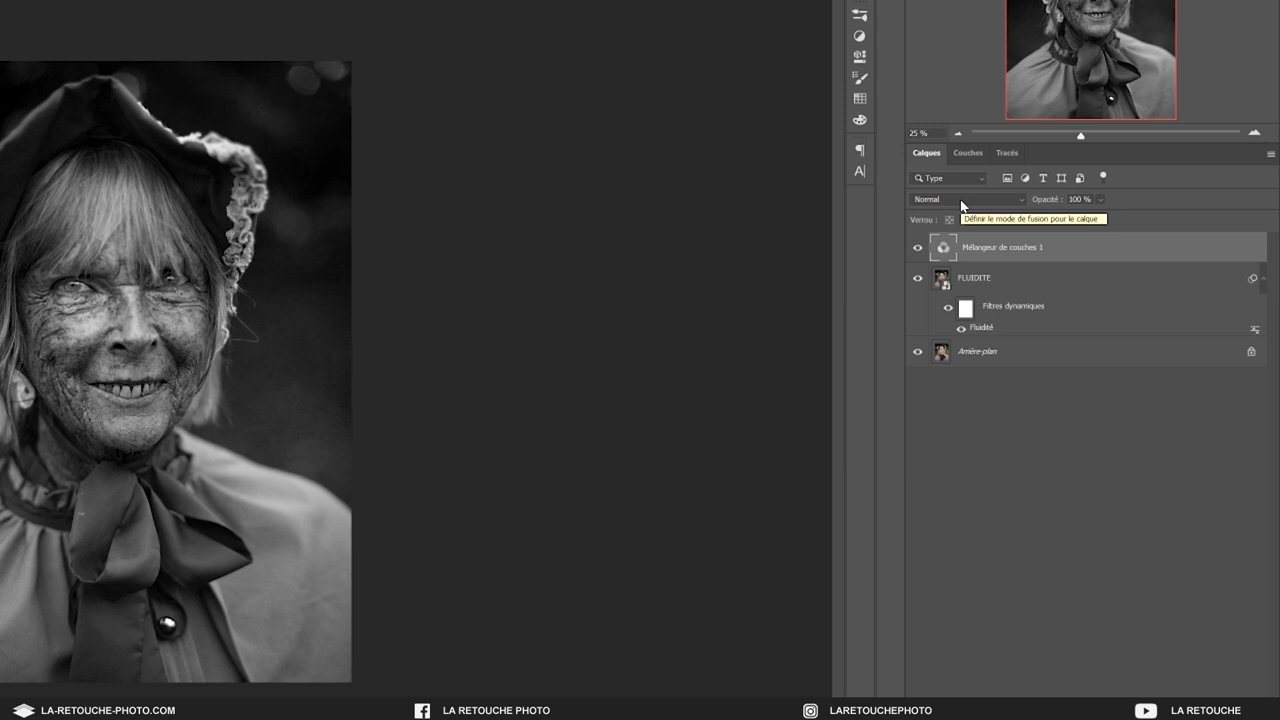 25 %
Calques Couches Tracés
Type
Normal Opacité : 100 %
Verrou :
Définir le mode de fusion pour le calque
Mélangeur de couches 1
FLUIDITE
Filtres dynamiques
Fluidité
Arrière-plan
LA-RETOUCHE-PHOTO.COM LA RETOUCHE PHOTO LARETOUCHEPHOTO LA RETOUCHE